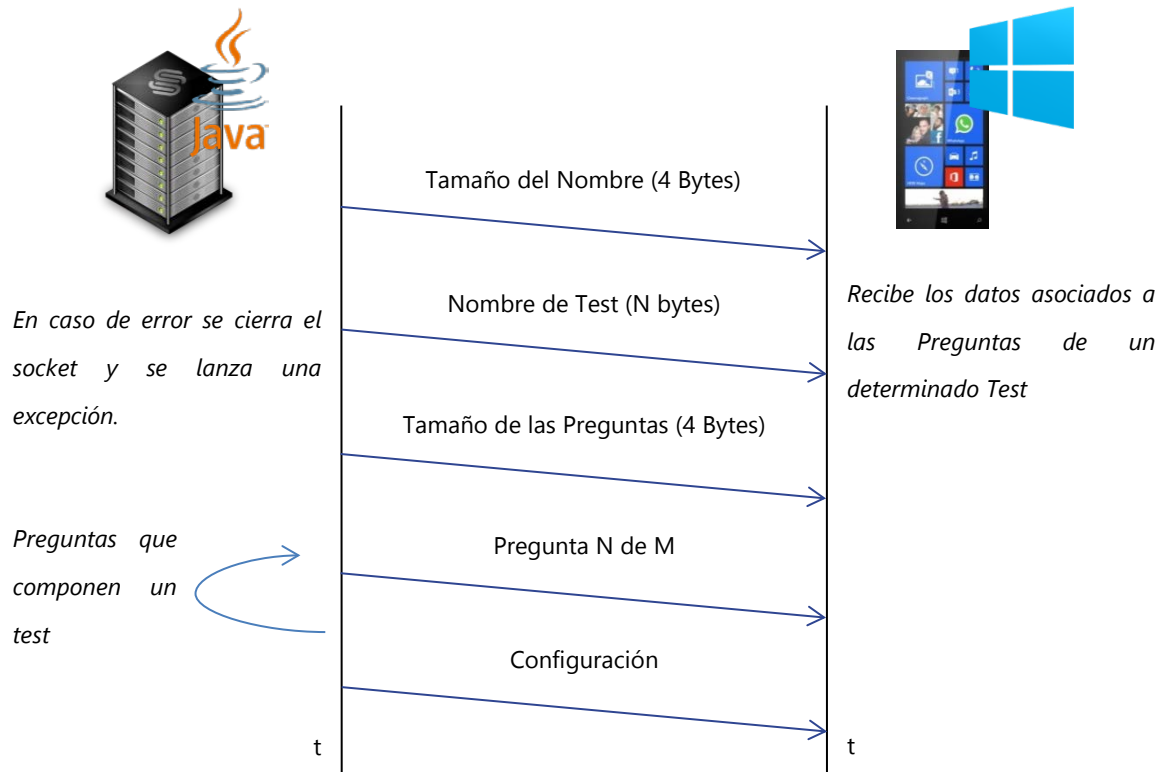 Java
Tamaño del Nombre (4 Bytes)
En caso de error se cierra el
socket y se lanza una
excepción.
Nombre de Test (N bytes)
Recibe los datos asociados a
las Preguntas de un
determinado Test
Tamaño de las Preguntas (4 Bytes)
Preguntas que
componen un
test
Pregunta N de M
Configuración
t
t